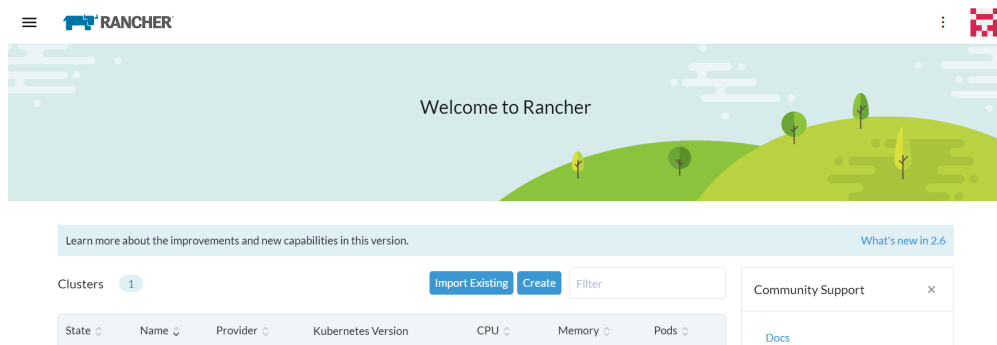 RANCHER
Welcome to Rancher
Learn more about the improvements and new capabilities in this version. What's new in 2.6
Clusters 1 Import Existing Create Filter
Community Support
State Name Provider Kubernetes Version CPU Memory Pods
Docs